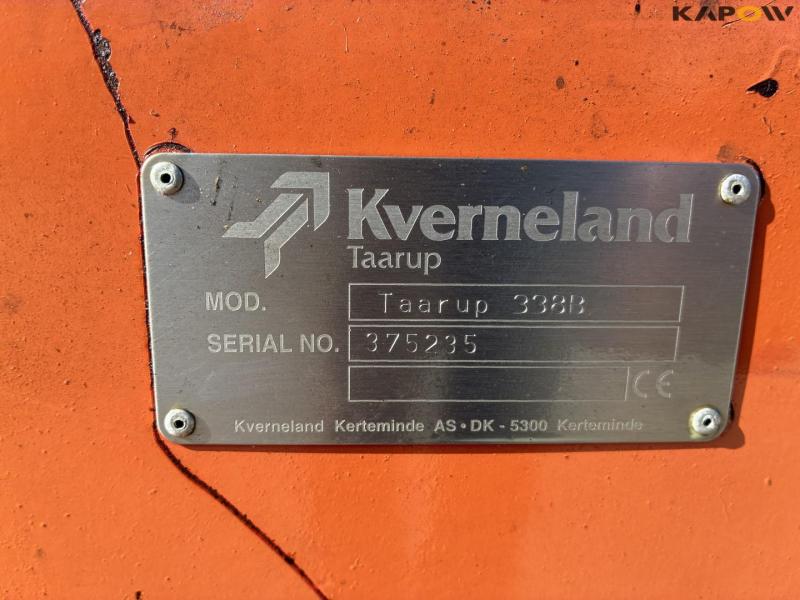 KAPOW
Kverneland
Taarup
MOD. Taarup 338B
SERIAL NO. 375235
CE
Kverneland Kerteminde AS • DK - 5300 Kerteminde